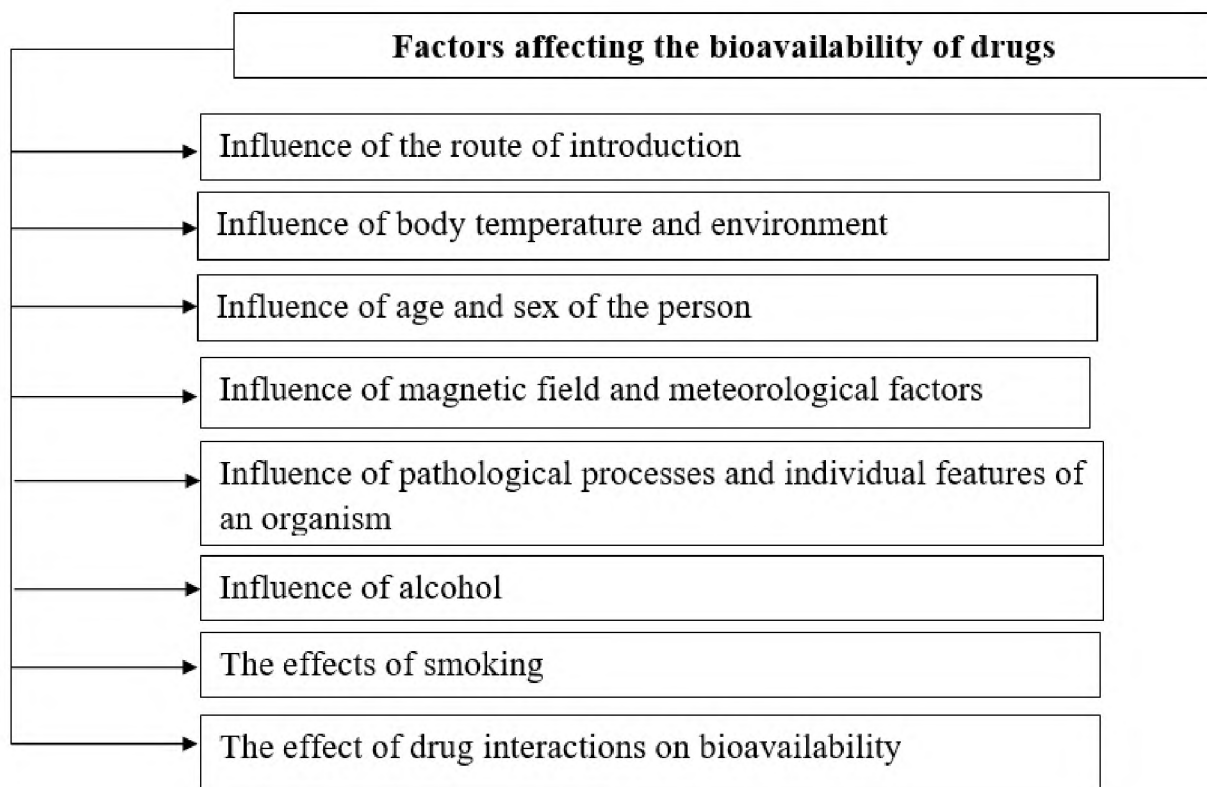 Factors affecting the bioavailability of drugs
Influence of the route of introduction
Influence of body temperature and environment
Influence of age and sex of the person
Influence of magnetic field and meteorological factors
Influence of pathological processes and individual features of
an organism
Influence of alcohol
The effects of smoking
The effect of drug interactions on bioavailability